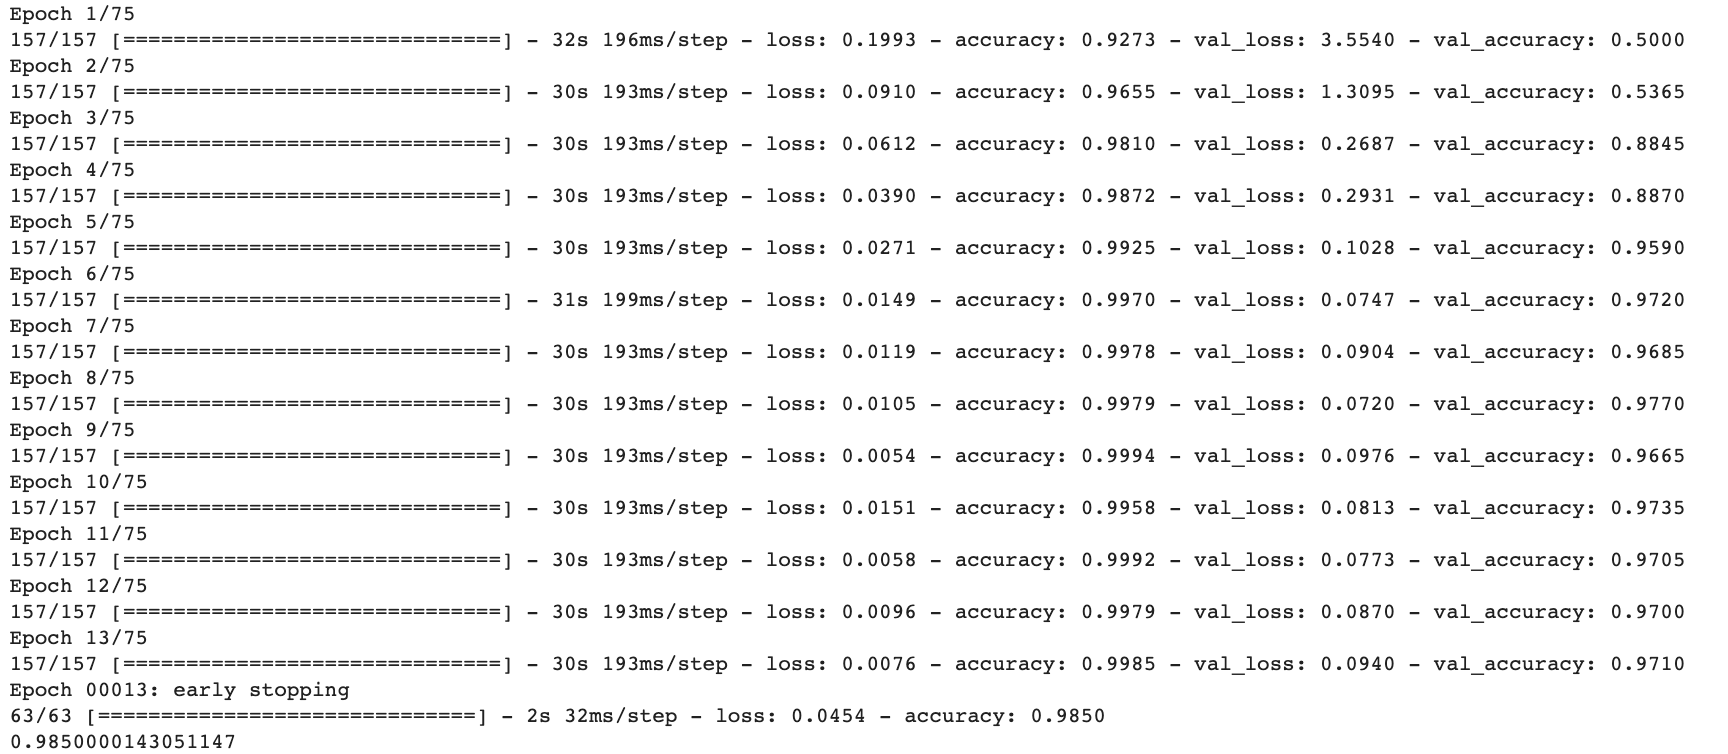 Epoch 1/75
157/157 [==============================] - 32s 196ms/step - loss: 0.1993 - accuracy: 0.9273 - val_loss: 3.5540 - val_accuracy: 0.5000
Epoch 2/75
157/157 [==============================] - 30s 193ms/step - loss: 0.0910 - accuracy: 0.9655 - val_loss: 1.3095 - val_accuracy: 0.5365
Epoch 3/75
157/157 [==============================] - 30s 193ms/step - loss: 0.0612 - accuracy: 0.9810 - val_loss: 0.2687 - val_accuracy: 0.8845
Epoch 4/75
157/157 [==============================] - 30s 193ms/step - loss: 0.0390 - accuracy: 0.9872 - val_loss: 0.2931 - val_accuracy: 0.8870
Epoch 5/75
157/157 [==============================] - 30s 193ms/step - loss: 0.0271 - accuracy: 0.9925 - val_loss: 0.1028 - val_accuracy: 0.9590
Epoch 6/75
157/157 [==============================] - 31s 199ms/step - loss: 0.0149 - accuracy: 0.9970 - val_loss: 0.0747 - val_accuracy: 0.9720
Epoch 7/75
157/157 [==============================] - 30s 193ms/step - loss: 0.0119 - accuracy: 0.9978 - val_loss: 0.0904 - val_accuracy: 0.9685
Epoch 8/75
157/157 [==============================] - 30s 193ms/step - loss: 0.0105 - accuracy: 0.9979 - val_loss: 0.0720 - val_accuracy: 0.9770
Epoch 9/75
157/157 [==============================] - 30s 193ms/step - loss: 0.0054 - accuracy: 0.9994 - val_loss: 0.0976 - val_accuracy: 0.9665
Epoch 10/75
157/157 [==============================] - 30s 193ms/step - loss: 0.0151 - accuracy: 0.9958 - val_loss: 0.0813 - val_accuracy: 0.9735
Epoch 11/75
157/157 [==============================] - 30s 193ms/step - loss: 0.0058 - accuracy: 0.9992 - val_loss: 0.0773 - val_accuracy: 0.9705
Epoch 12/75
157/157 [==============================] - 30s 193ms/step - loss: 0.0096 - accuracy: 0.9979 - val_loss: 0.0870 - val_accuracy: 0.9700
Epoch 13/75
157/157 [==============================] - 30s 193ms/step - loss: 0.0076 - accuracy: 0.9985 - val_loss: 0.0940 - val_accuracy: 0.9710
Epoch 00013: early stopping
63/63 [==============================] - 2s 32ms/step - loss: 0.0454 - accuracy: 0.9850
0.9850000143051147